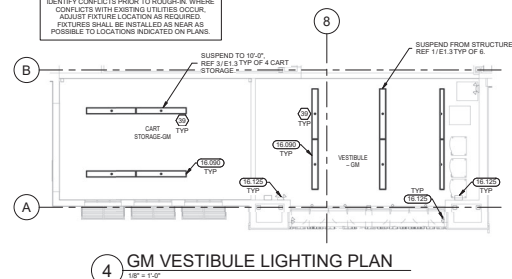 IDENTIFY CONFLICTS PRIOR TO ROUGH-IN. WHERE
CONFLICTS WITH EXISTING UTILITIES OCCUR,
ADJUST FIXTURE LOCATION AS REQUIRED.
FIXTURES SHALL BE INSTALLED AS NEAR AS
POSSIBLE TO LOCATIONS INDICATED ON PLANS.
8
SUSPEND TO 10'-0",
REF 3/ E1.3 TYP OF 4 CART
STORAGE
SUSPEND FROM STRUCTURE
REF 1 / E1.3 TYP OF 6.
B
39
TYP
CART
STORAGE-GM
39
TYP
16.090
TYP
VESTIBULE
- GM
16.090
TYP
16.125
TYP
TYP
16.125
16.125
TYP
A
4
GM VESTIBULE LIGHTING PLAN
1/8" = 1'-0"